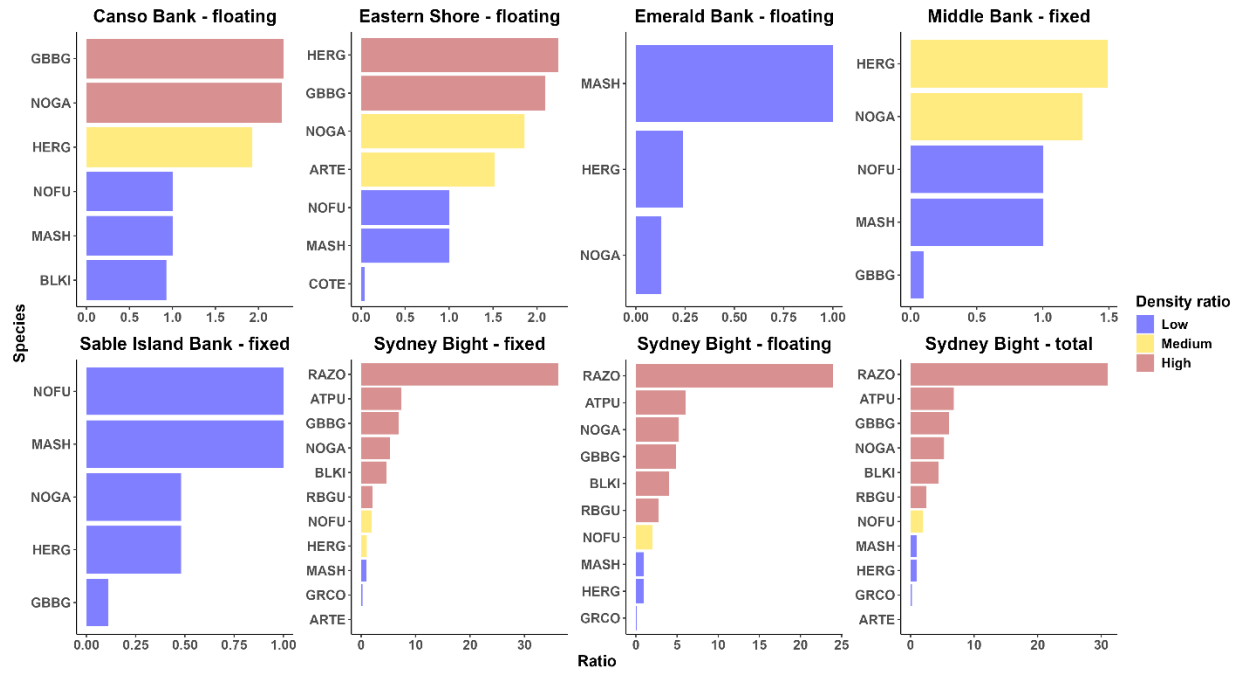 Canso Bank - floating
GBBG
NOGA
HERG
NOFU
MASH
BLKI
0.0 0.5 1.0 1.5 2.0
Eastern Shore - floating
HERG
GBBG
NOGA
ARTE
NOFU
MASH
COTE
0.0 0.5 1.0 1.5 2.0
Emerald Bank - floating
MASH
HERG
NOGA
0.00 0.25 0.50 0.75 1.00
Middle Bank - fixed
HERG
NOGA
NOFU
MASH
GBBG
0.0 0.5 1.0 1.5
Sable Island Bank - fixed
NOFU
MASH
NOGA
HERG
GBBG
0.00 0.25 0.50 0.75 1.00
Sydney Bight - fixed
RAZO
ATPU
GBBG
NOGA
BLKI
RBGU
NOFU
HERG
MASH
GRCO
ARTE
0 10 20 30
Sydney Bight - floating
RAZO
ATPU
NOGA
GBBG
BLKI
RBGU
NOFU
MASH
HERG
GRCO
0 5 10 15 20 25
Sydney Bight - total
RAZO
ATPU
GBBG
NOGA
BLKI
RBGU
NOFU
MASH
HERG
GRCO
ARTE
0 10 20 30
Species
Ratio
Density ratio
Low
Medium
High